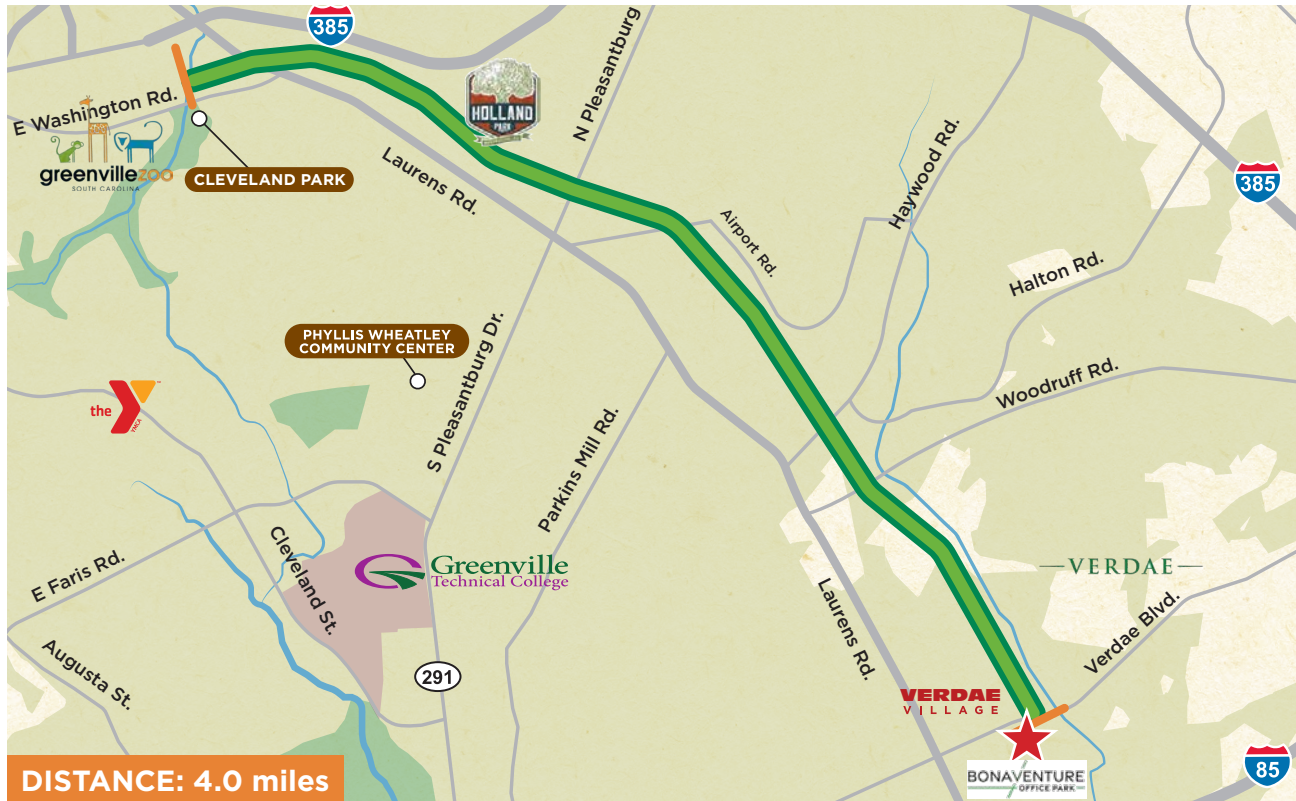 385
N Pleasantburg
HOLLAND
PARK
E Washington Rd.
greenvillezoo
SOUTH CAROLINA
CLEVELAND PARK
Laurens Rd.
Haywood Rd.
385
Airport Rd.
Halton Rd.
PHYLLIS WHEATLEY
COMMUNITY CENTER
S Pleasantburg Dr.
Woodruff Rd.
the
YMCA
Parkins Mill Rd.
Cleveland St.
E Faris Rd.
Greenville
Technical College
VERDAE
Laurens Rd.
Verdae Blvd.
Augusta St.
291
VERDAE
VILLAGE
BONAVENTURE
OFFICE PARK
85
DISTANCE: 4.0 miles